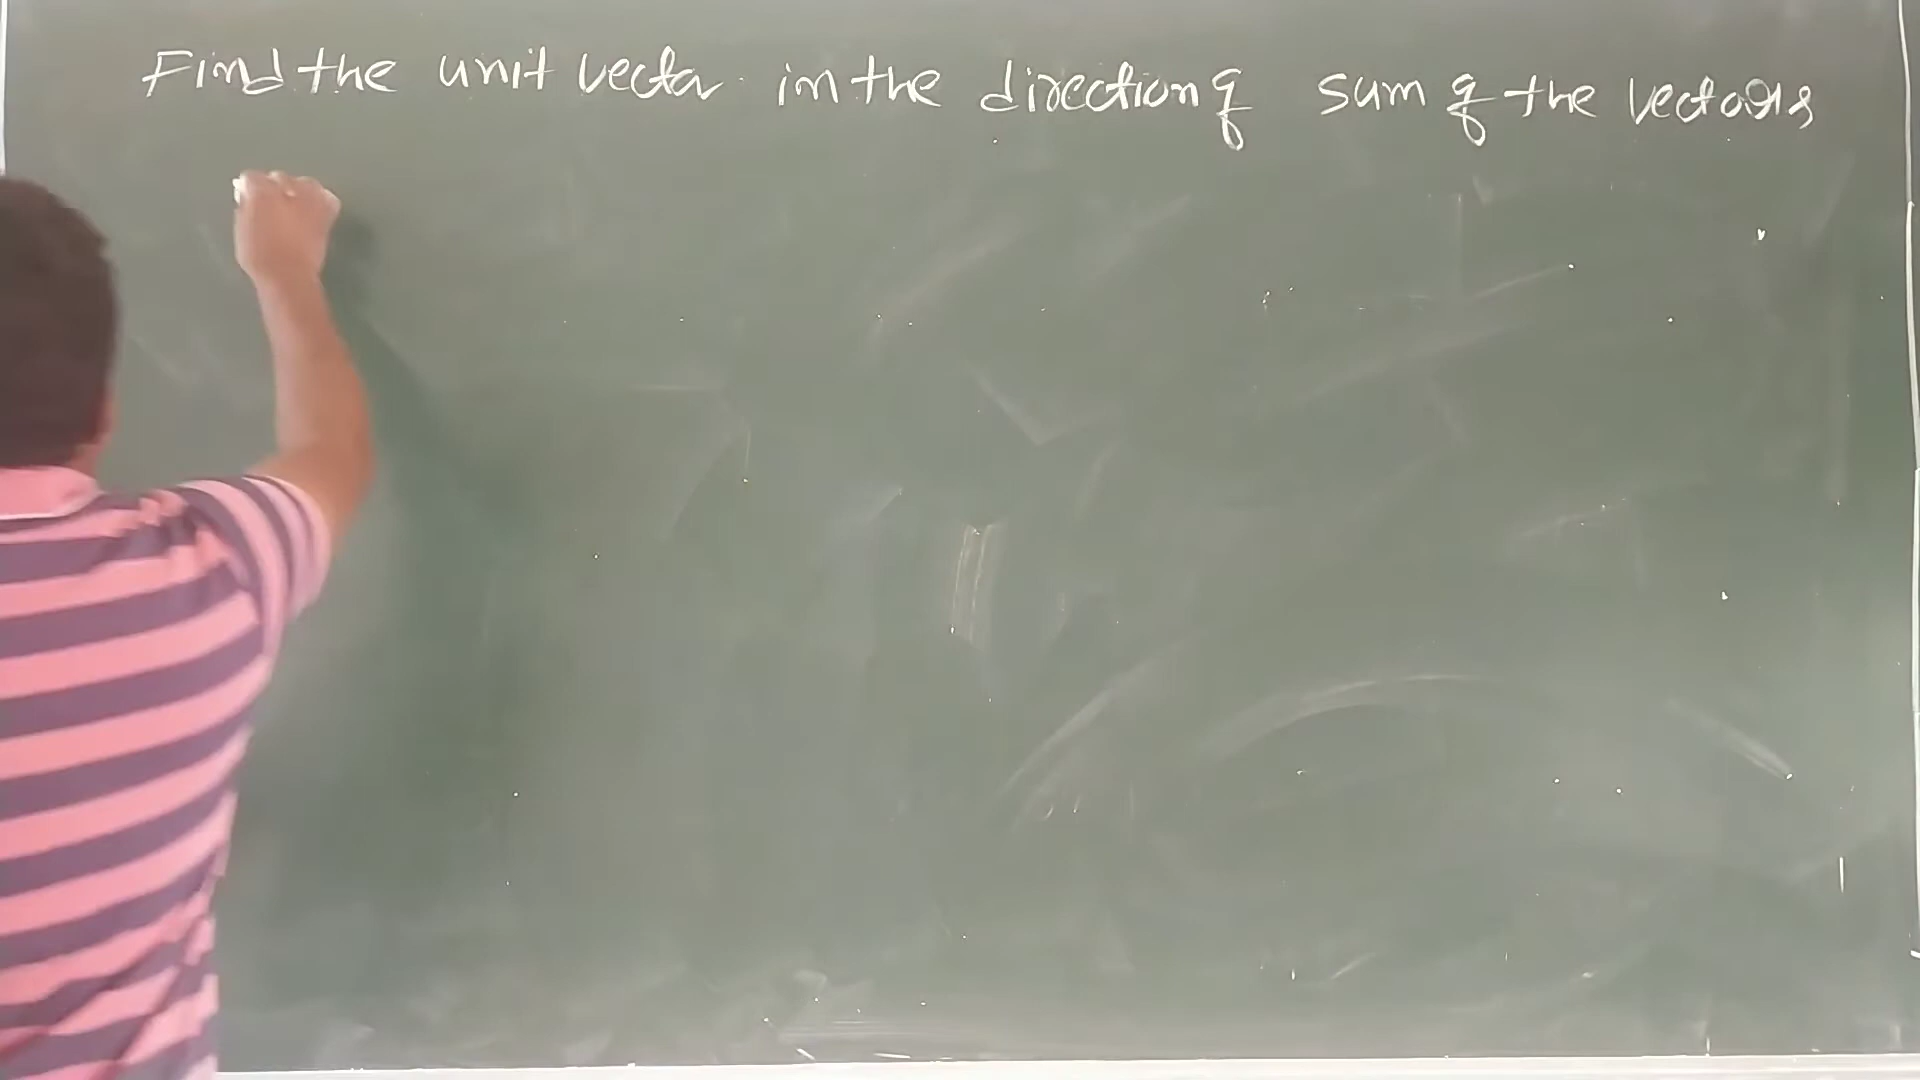 Find the unit vector in the direction of sum of the vectors